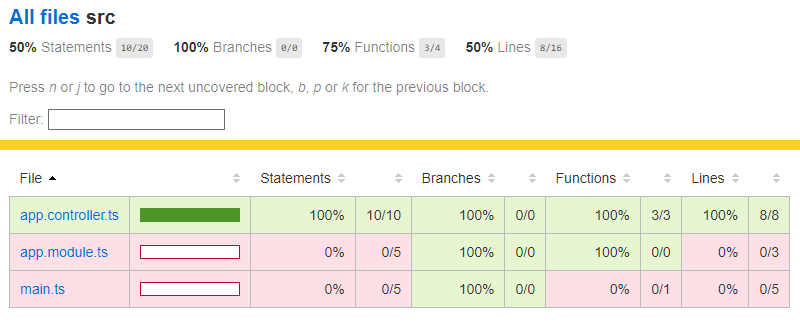 All files src
50% Statements 10/20 100% Branches 0/0 75% Functions 3/4 50% Lines 8/16
Press n or j to go to the next uncovered block, b, p or k for the previous block.
Filter:
File Statements Branches Functions Lines
app.controller.ts 100% 10/10 100% 0/0 100% 3/3 100% 8/8
app.module.ts 0% 0/5 100% 0/0 100% 0/0 0% 0/3
main.ts 0% 0/5 100% 0/0 0% 0/1 0% 0/5